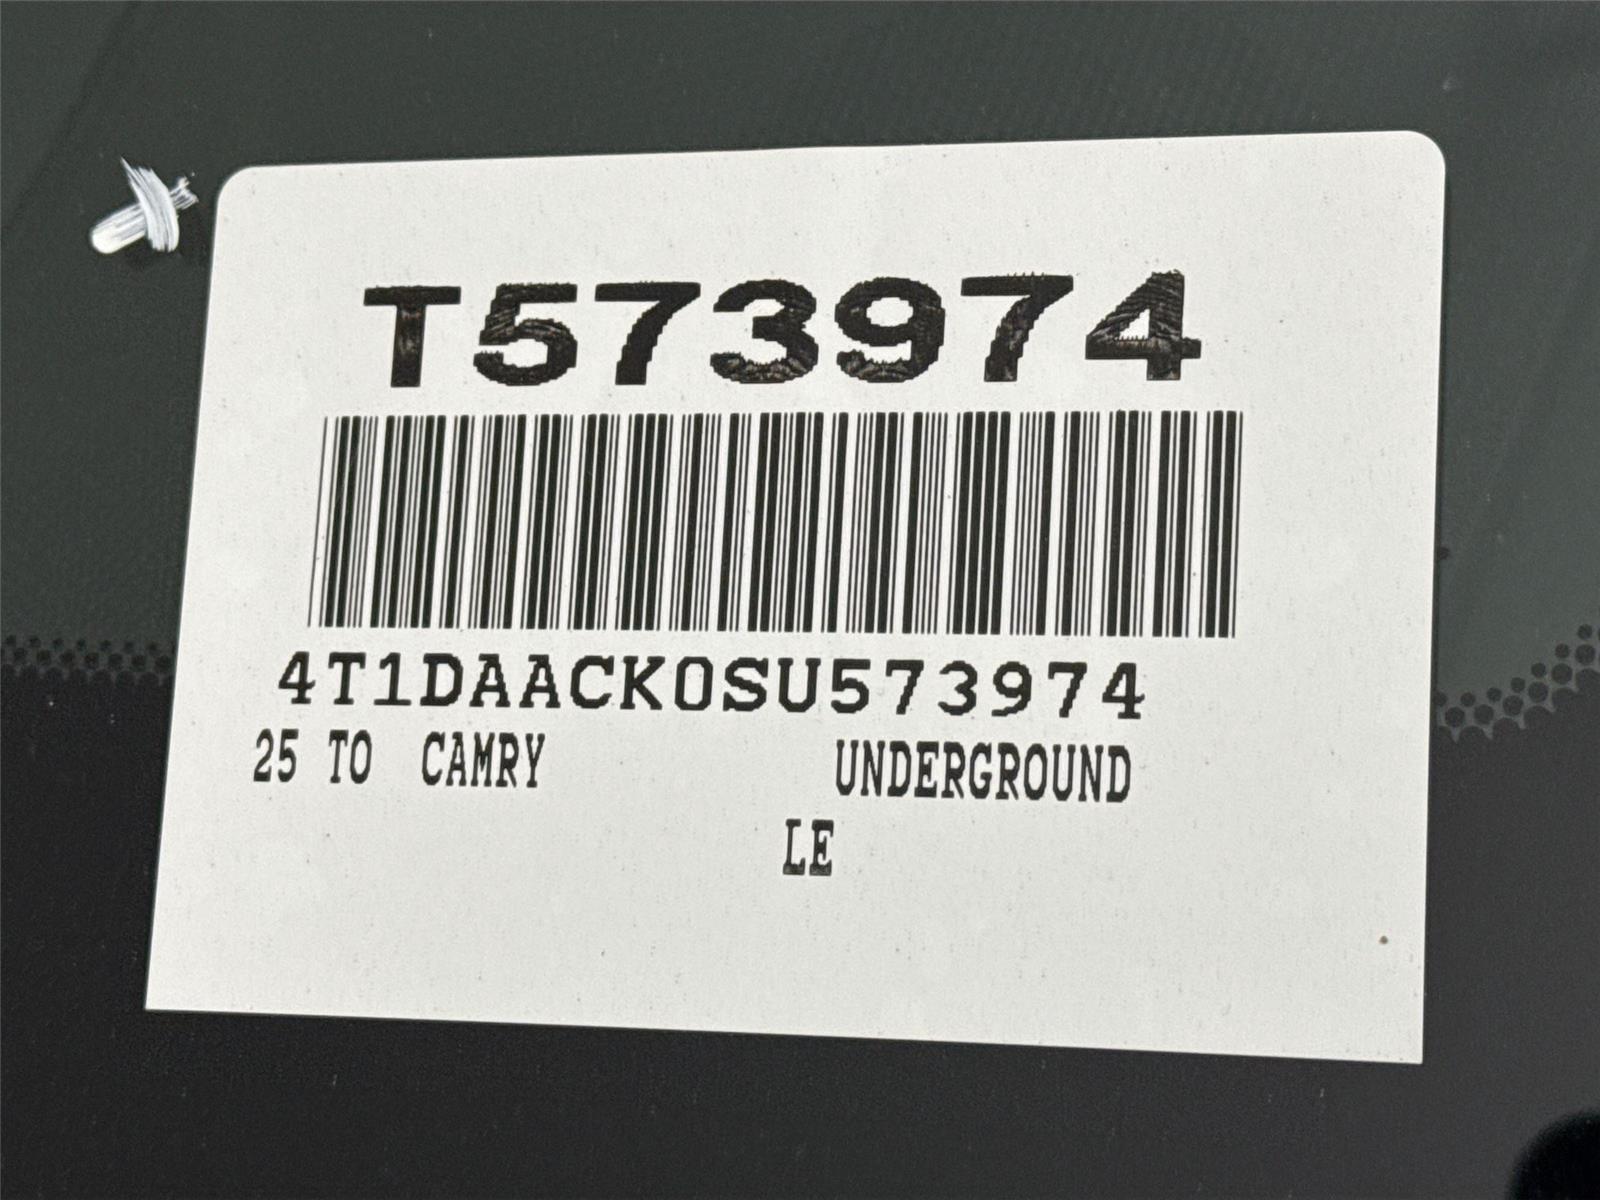 T573974
4T1DAACK0SU573974
25 TO CAMRY UNDERGROUND
LE